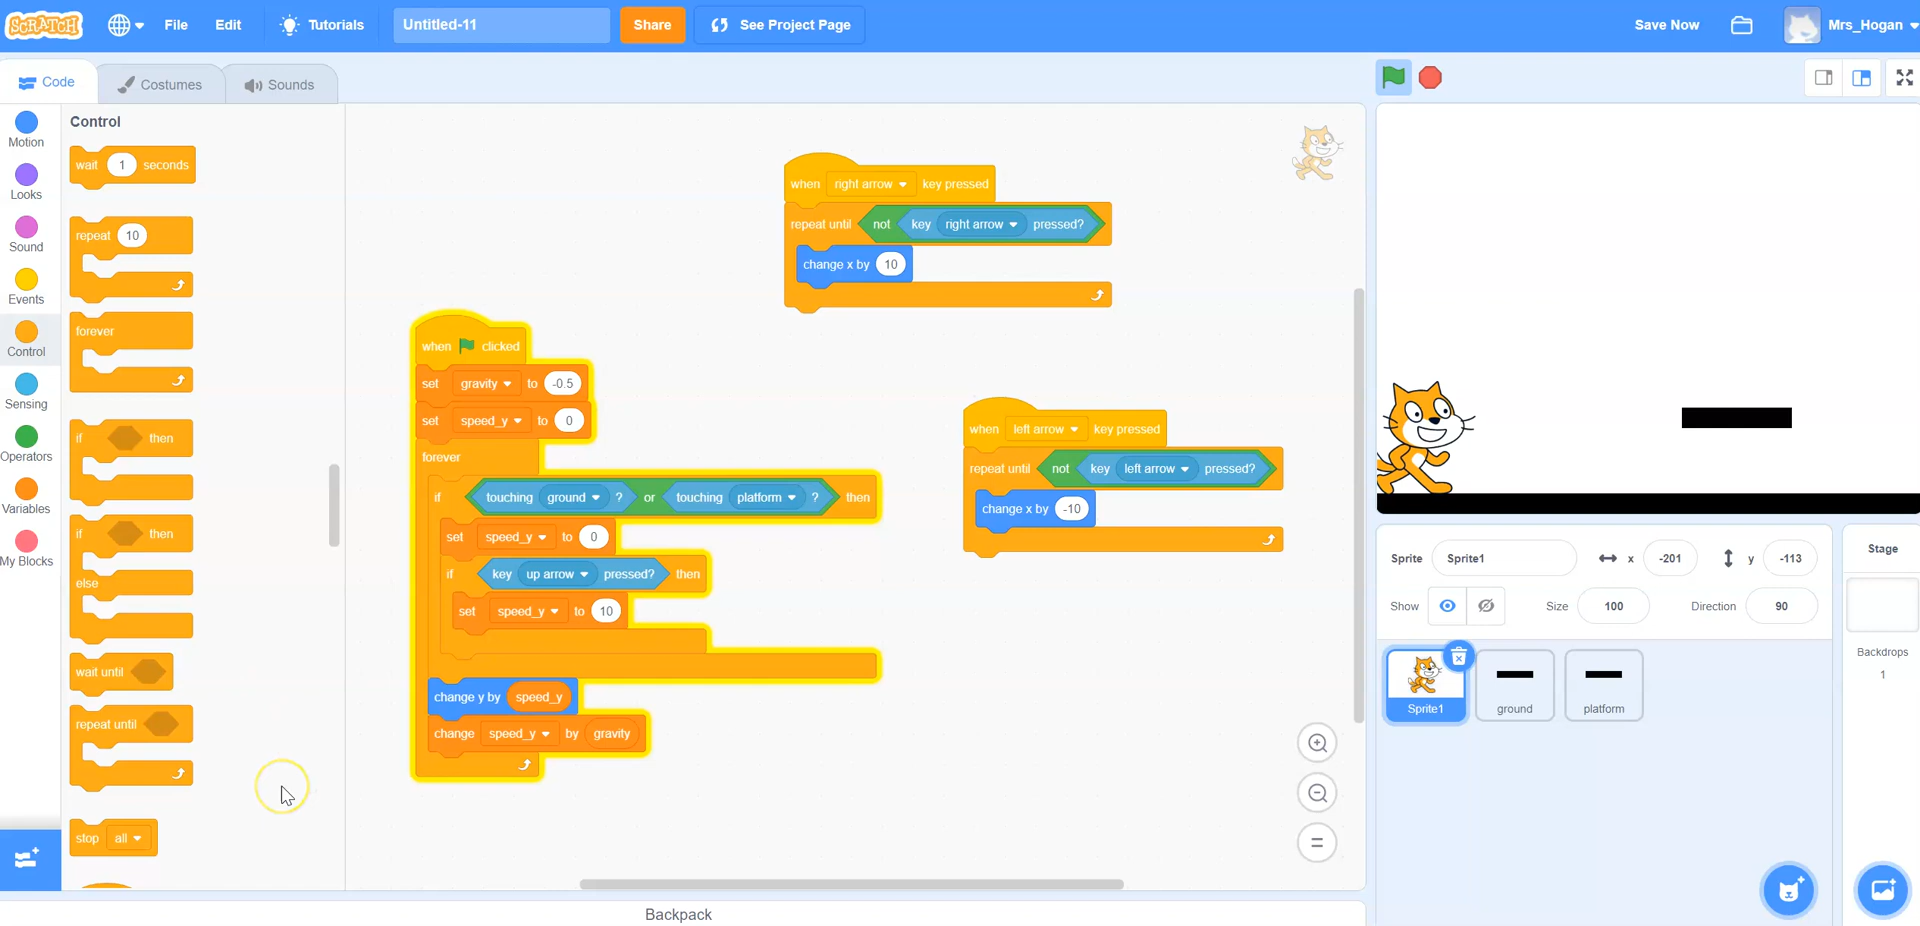 SCRATCH File Edit Tutorials Untitled-11 Share See Project Page Save Now Mrs_Hogan
Code Costumes Sounds
Motion
Looks
Sound
Events
Control
Sensing
Operators
Variables
My Blocks
Control
wait 1 seconds
repeat 10
forever
if then
if then
else
wait until
repeat until
stop all
when right arrow key pressed
repeat until not key right arrow pressed?
change x by 10
when clicked
set gravity to -0.5
set speed_y to 0
forever
if touching ground ? or touching platform ? then
set speed_y to 0
if key up arrow pressed? then
set speed_y to 10
change y by speed_y
change speed_y by gravity
when left arrow key pressed
repeat until not key left arrow pressed?
change x by -10
=
Backpack
Sprite Sprite1 x -201 y -113
Show Size 100 Direction 90
Sprite1 ground platform
Stage
Backdrops
1